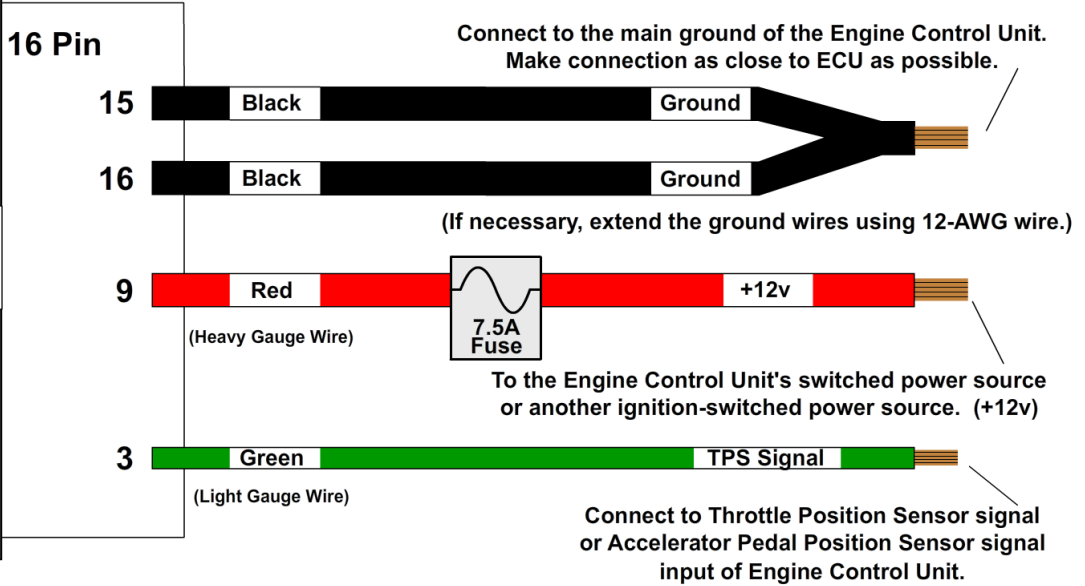 16 Pin
Connect to the main ground of the Engine Control Unit.
Make connection as close to ECU as possible.
15 Black Ground
16 Black Ground
(If necessary, extend the ground wires using 12-AWG wire.)
9 Red +12v
7.5A
Fuse
(Heavy Gauge Wire)
To the Engine Control Unit's switched power source
or another ignition-switched power source. (+12v)
3 Green TPS Signal
(Light Gauge Wire)
Connect to Throttle Position Sensor signal
or Accelerator Pedal Position Sensor signal
input of Engine Control Unit.